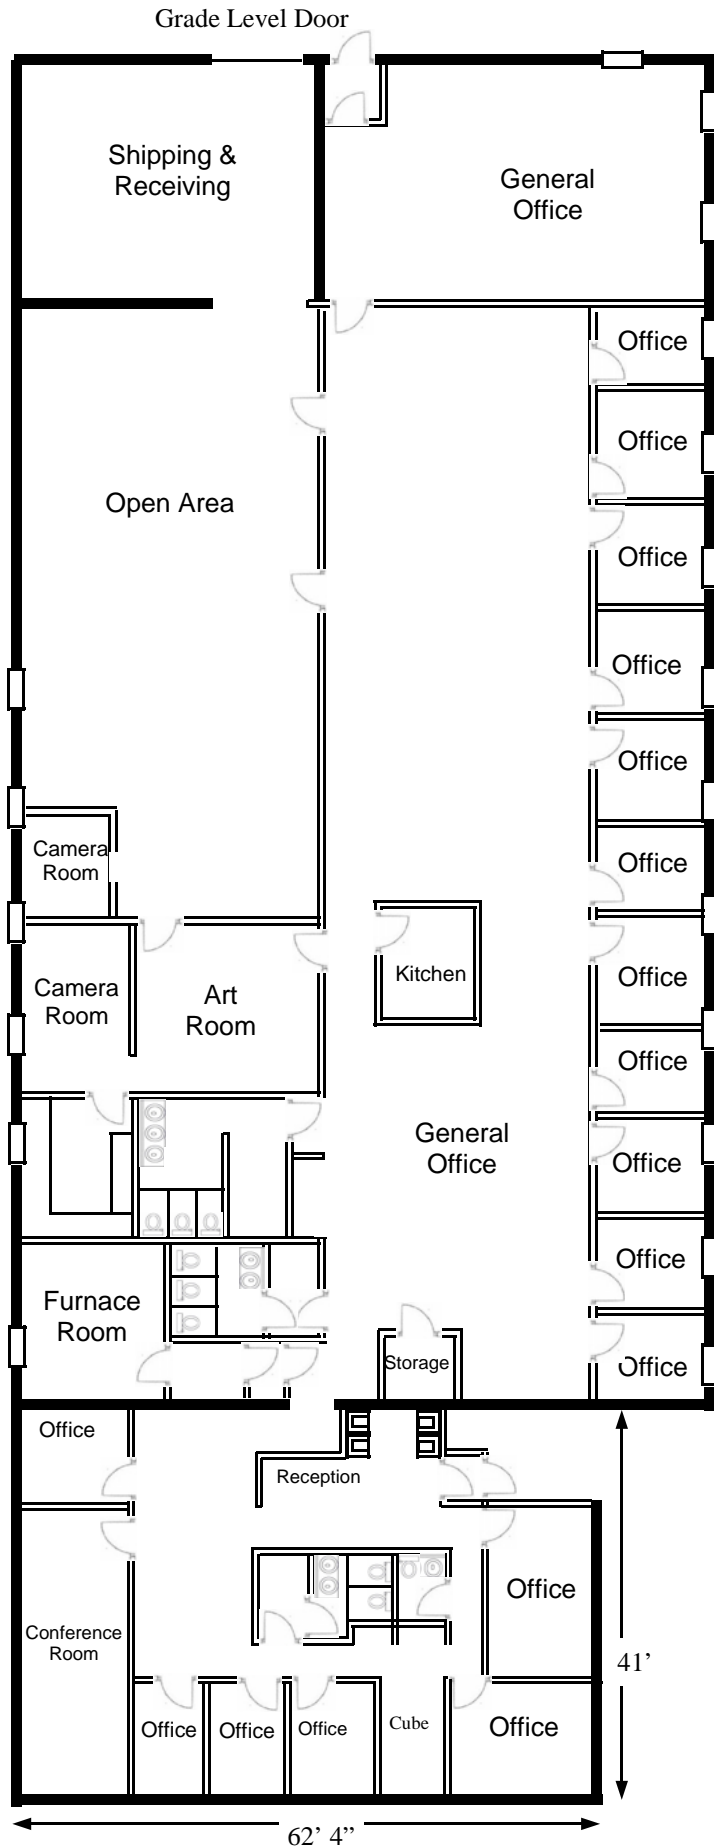 Grade Level Door
Shipping &
Receiving
General
Office
Office
Office
Open Area
Office
Office
Office
Camera
Room
Office
Kitchen
Office
Camera
Room
Art
Room
Office
General
Office
Office
Office
Furnace
Room
Storage
Office
Office
Reception
Office
Conference
Room
41’
Office
Office
Office
Cube
Office
62’ 4”